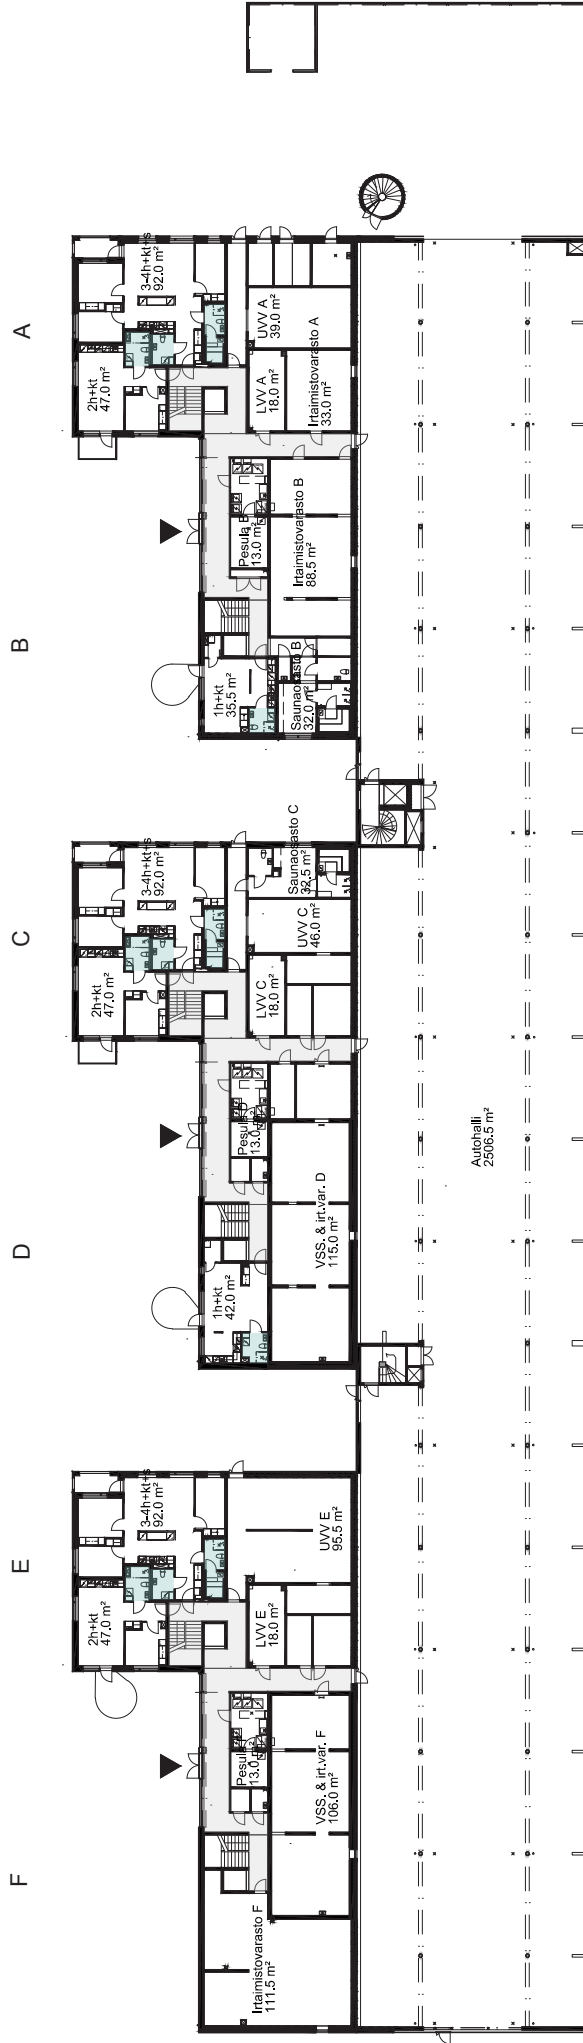 A
3-4h+kt+s
92.0 m²
2h+kt
47.0 m²
UVV A
39.0 m²
LVV A
18.0 m²
Irtaimistovarasto A
33.0 m²
B
Pesula B
13.0 m²
Irtaimistovarasto B
88.5 m²
1h+kt
35.5 m²
Saunaosasto B
32.0 m²
C
3-4h+kt+s
92.0 m²
2h+kt
47.0 m²
Saunaosasto C
32.5 m²
UVV C
46.0 m²
LVV C
18.0 m²
D
Pesula D
13.0 m²
VSS. & irt.var. D
115.0 m²
1h+kt
42.0 m²
Autohalli
2506.5 m²
E
3-4h+kt+s
92.0 m²
2h+kt
47.0 m²
UVV E
95.5 m²
LVV E
18.0 m²
F
Pesula F
13.0 m²
VSS. & irt.var. F
106.0 m²
Irtaimistovarasto F
111.5 m²